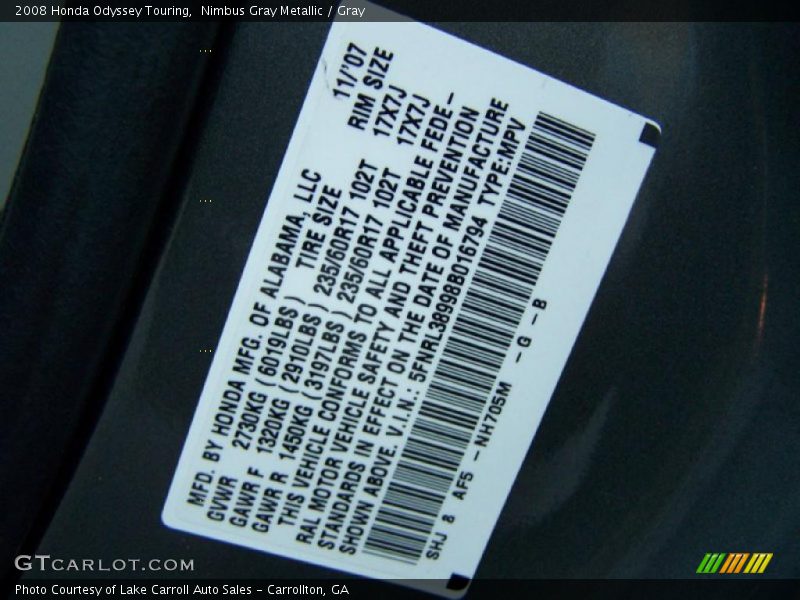 2008 Honda Odyssey Touring,  Nimbus Gray Metallic / Gray
MFD. BY HONDA MFG. OF ALABAMA, LLC 11/'07
GVWR 2730KG (6019LBS) TIRE SIZE RIM SIZE
GAWR F 1320KG (2910LBS) 235/60R17 102T 17X7J
GAWR R 1450KG (3197LBS) 235/60R17 102T 17X7J
THIS VEHICLE CONFORMS TO ALL APPLICABLE FEDE-
RAL MOTOR VEHICLE SAFETY AND THEFT PREVENTION
STANDARDS IN EFFECT ON THE DATE OF MANUFACTURE
SHOWN ABOVE. V.I.N.: 5FNRL38998B016794 TYPE:MPV
SHJ 8 AF5 -NH705M -G -B
GTCARLOT.COM
Photo Courtesy of Lake Carroll Auto Sales - Carrollton, GA